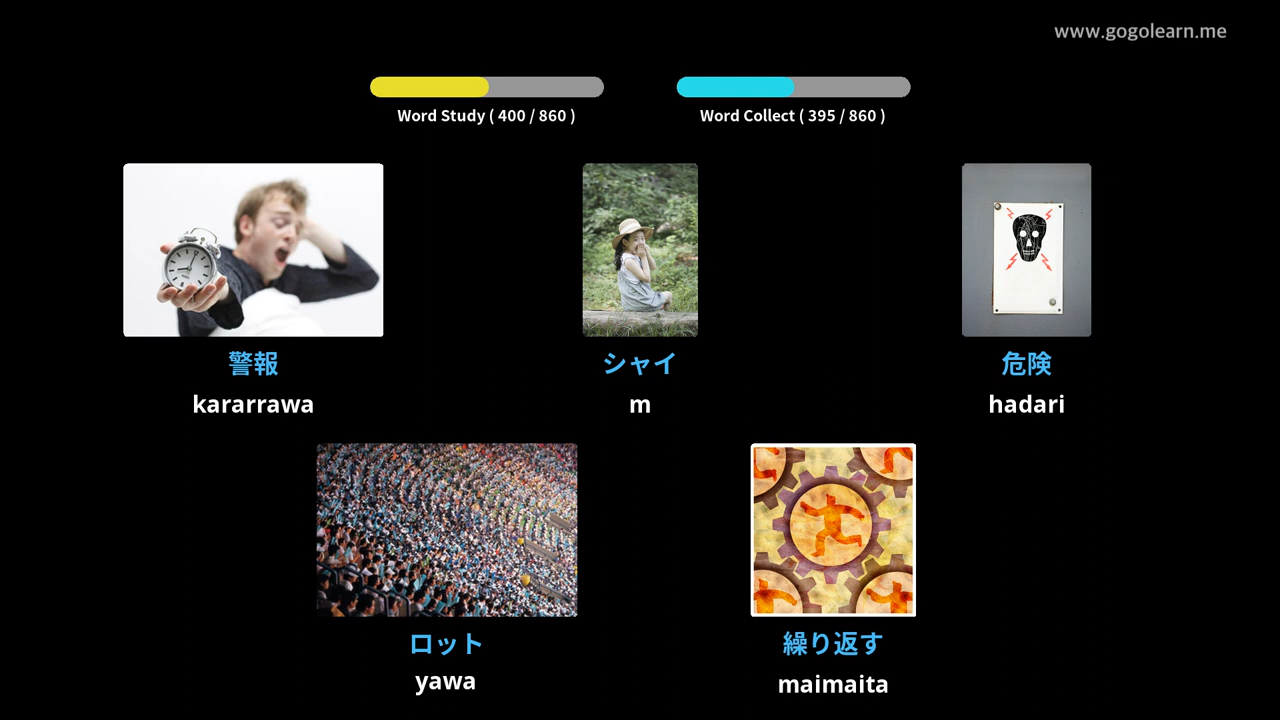 www.gogolearn.me
Word Study ( 400 / 860 )
Word Collect ( 395 / 860 )
警報
kararrawa
シャイ
m
危険
hadari
ロット
yawa
繰り返す
maimaita